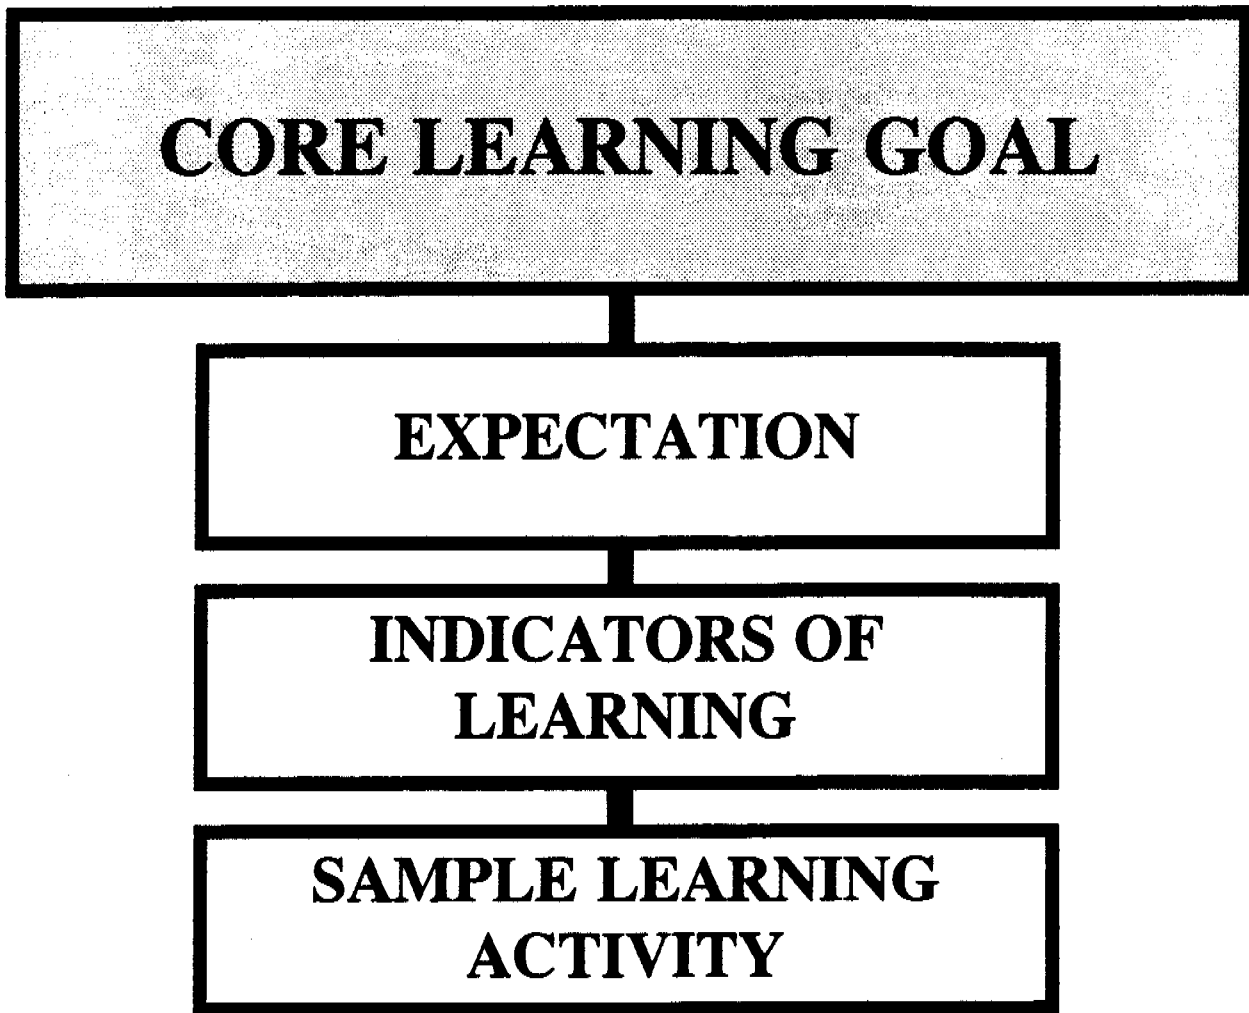 CORE LEARNING GOAL
EXPECTATION
INDICATORS OF
LEARNING
SAMPLE LEARNING
ACTIVITY